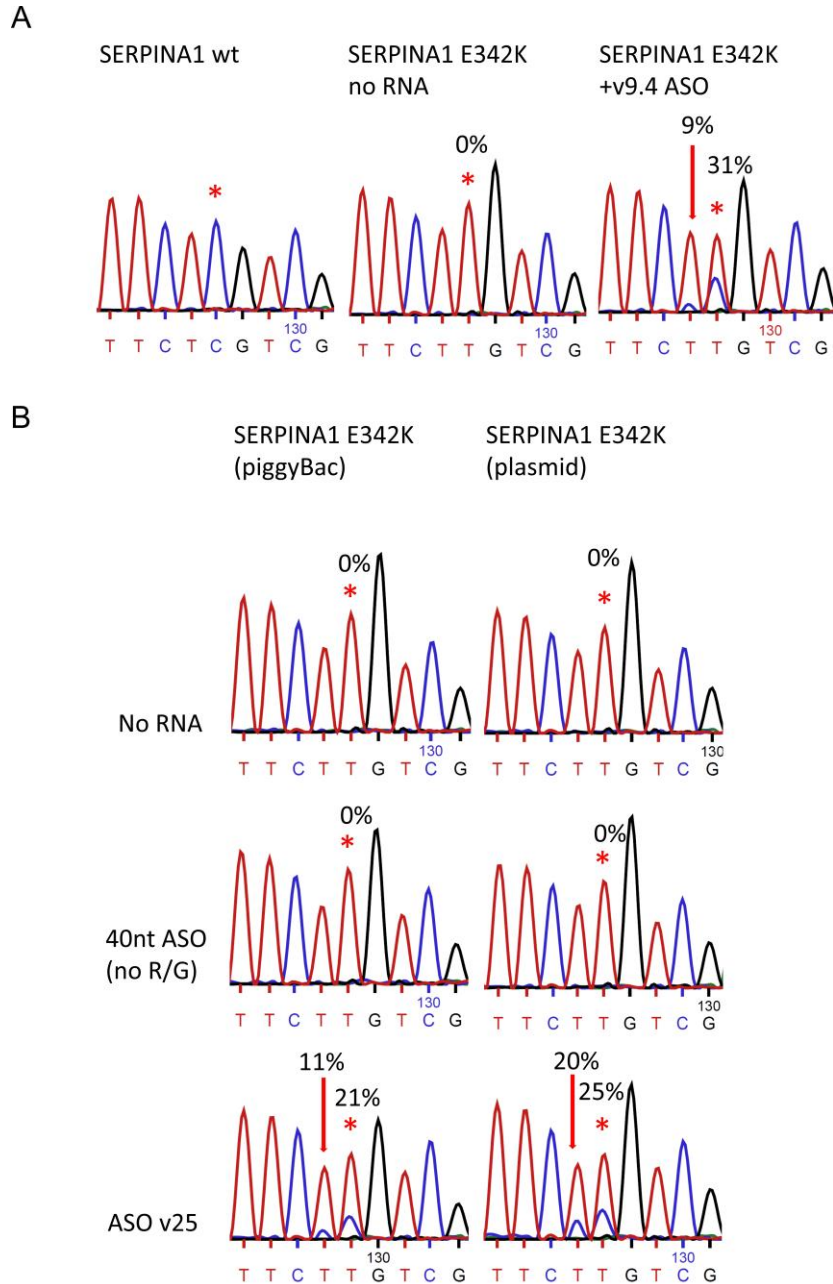 A
SERPINA1 wt
SERPINA1 E342K
no RNA
SERPINA1 E342K
+v9.4 ASO
*
0%
*
9%
31%
*
130
T T C T C G T C G
130
T T C T T G T C G
130
T T C T T G T C G
B
SERPINA1 E342K
(piggyBac)
SERPINA1 E342K
(plasmid)
No RNA
0%
*
130
T T C T T G T C G
0%
*
130
T T C T T G T C G
40nt ASO
(no R/G)
0%
*
130
T T C T T G T C G
0%
*
130
T T C T T G T C G
ASO v25
11%
21%
*
130
T T C T T G T C G
20%
25%
*
130
T T C T T G T C G